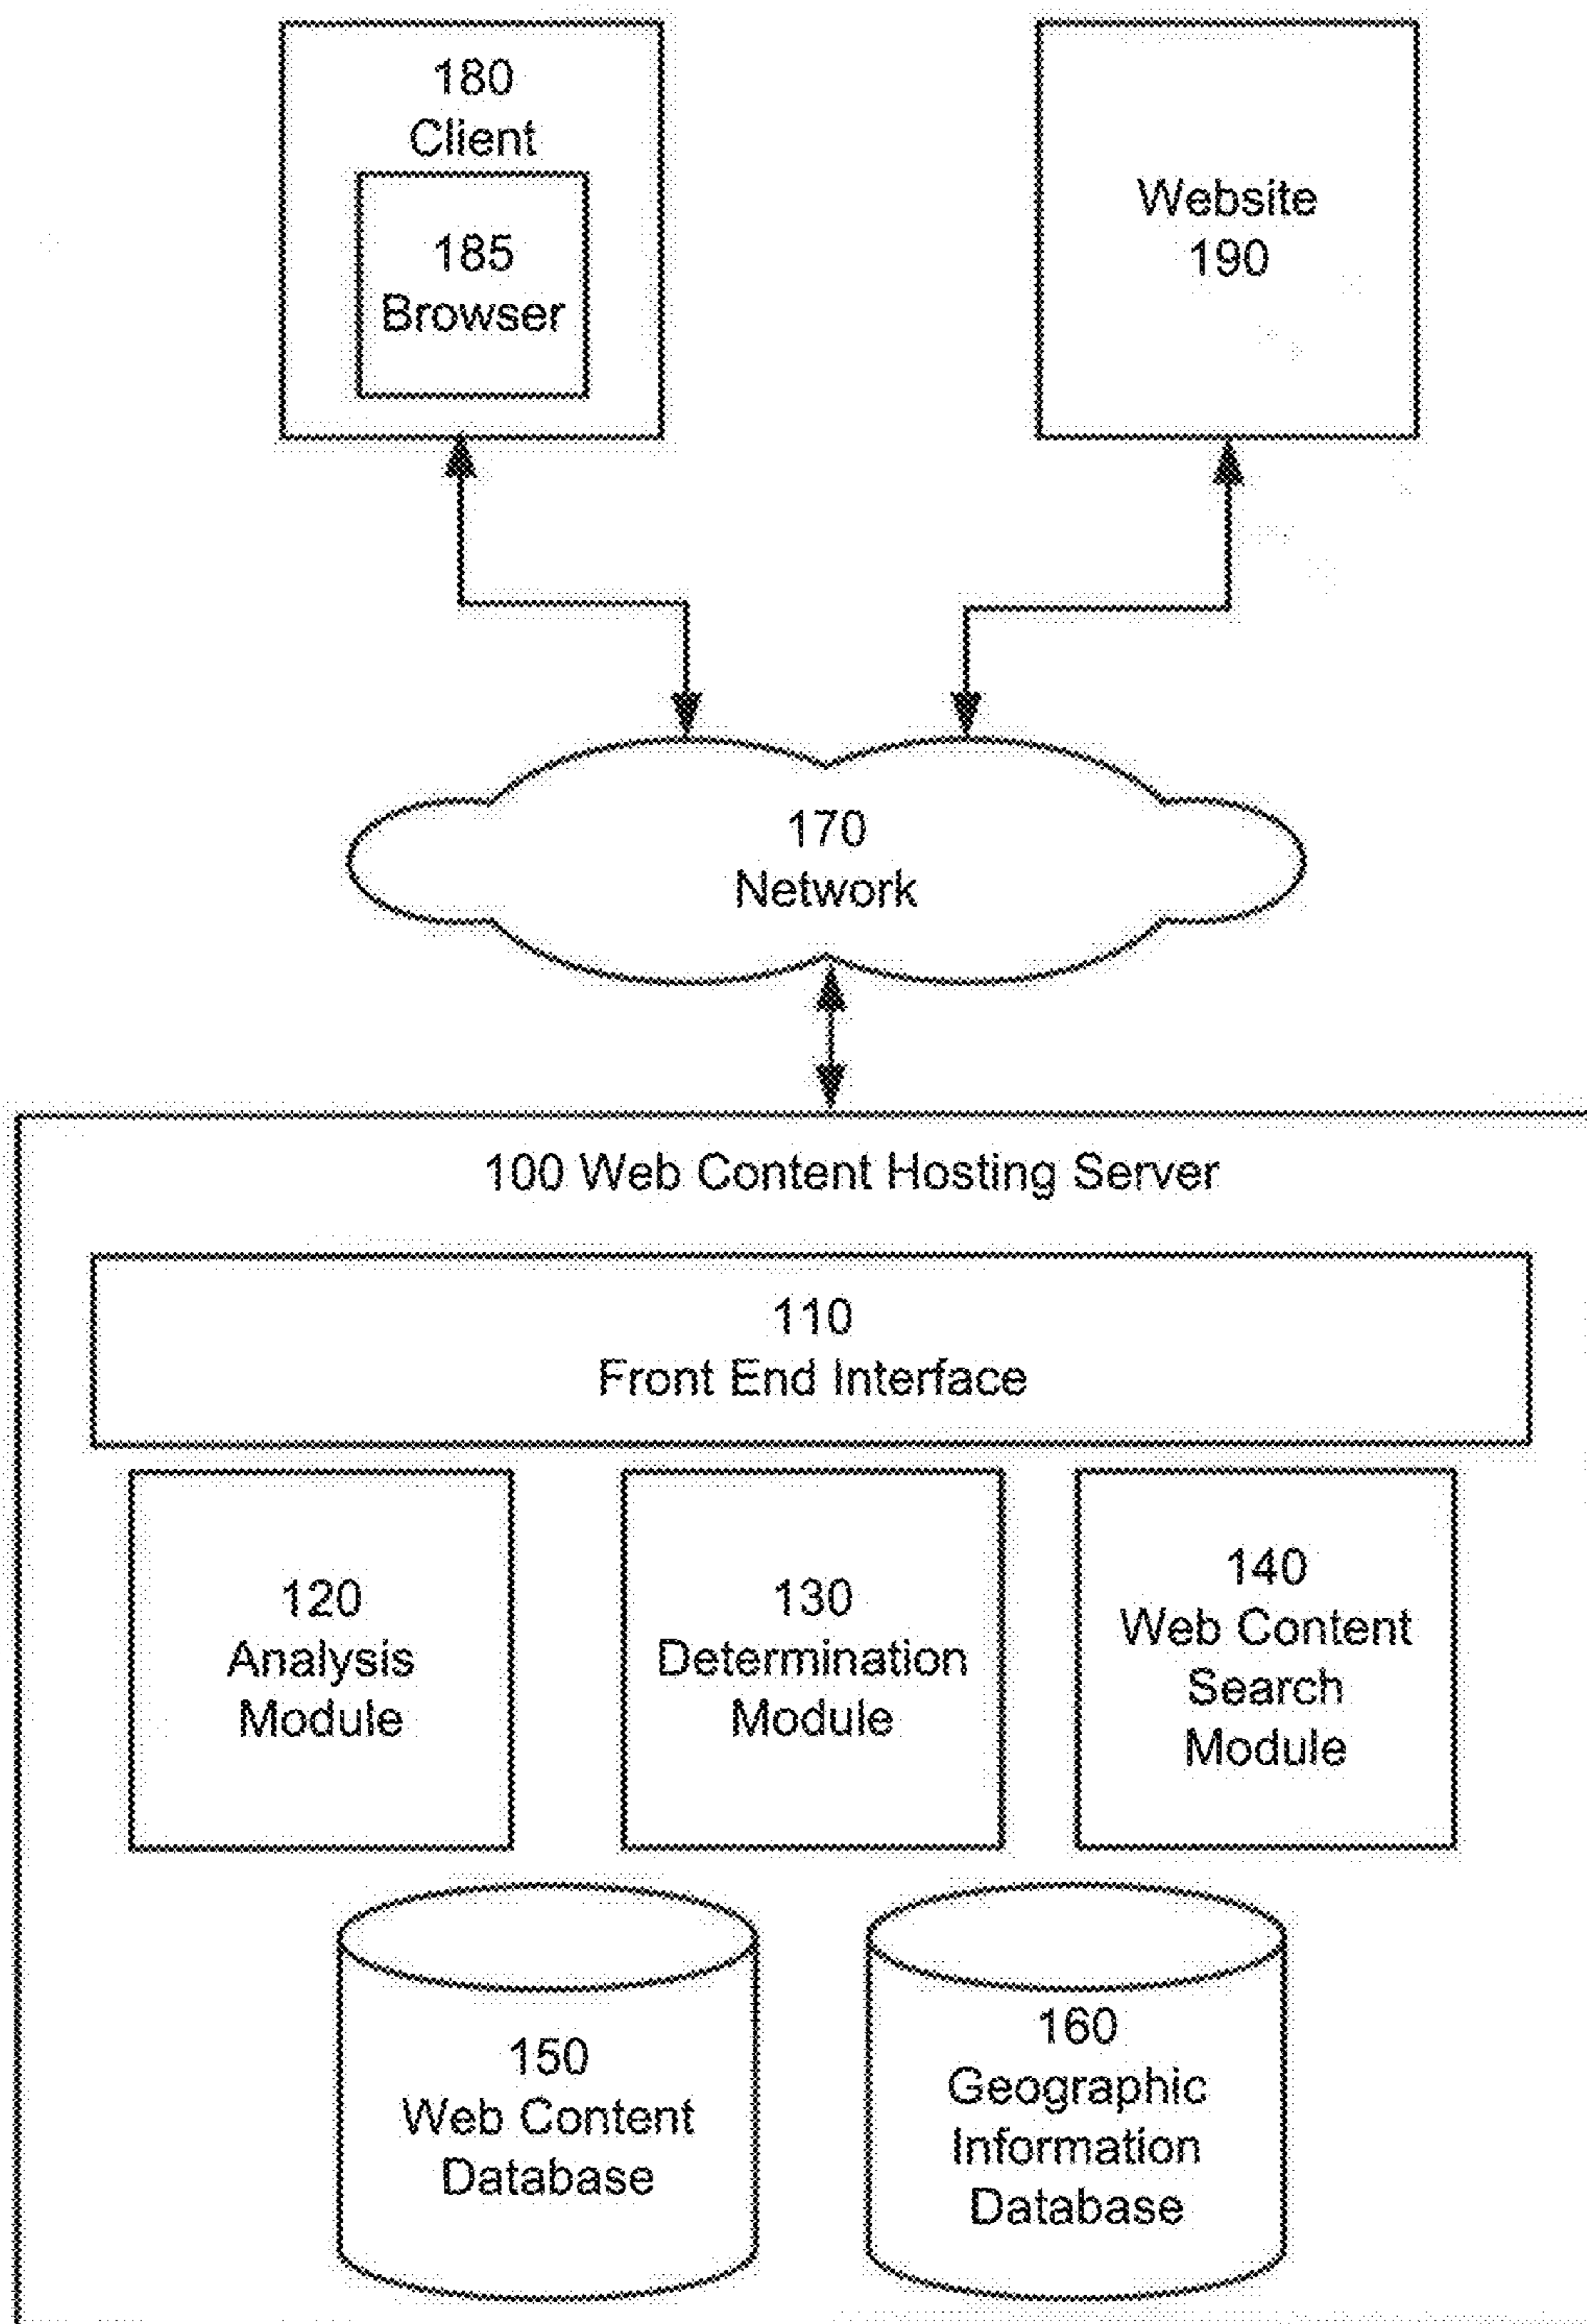 180
Client
185
Browser
Website
190
170
Network
100 Web Content Hosting Server
110
Front End Interface
120
Analysis
Module
130
Determination
Module
140
Web Content
Search
Module
150
Web Content
Database
160
Geographic
Information
Database